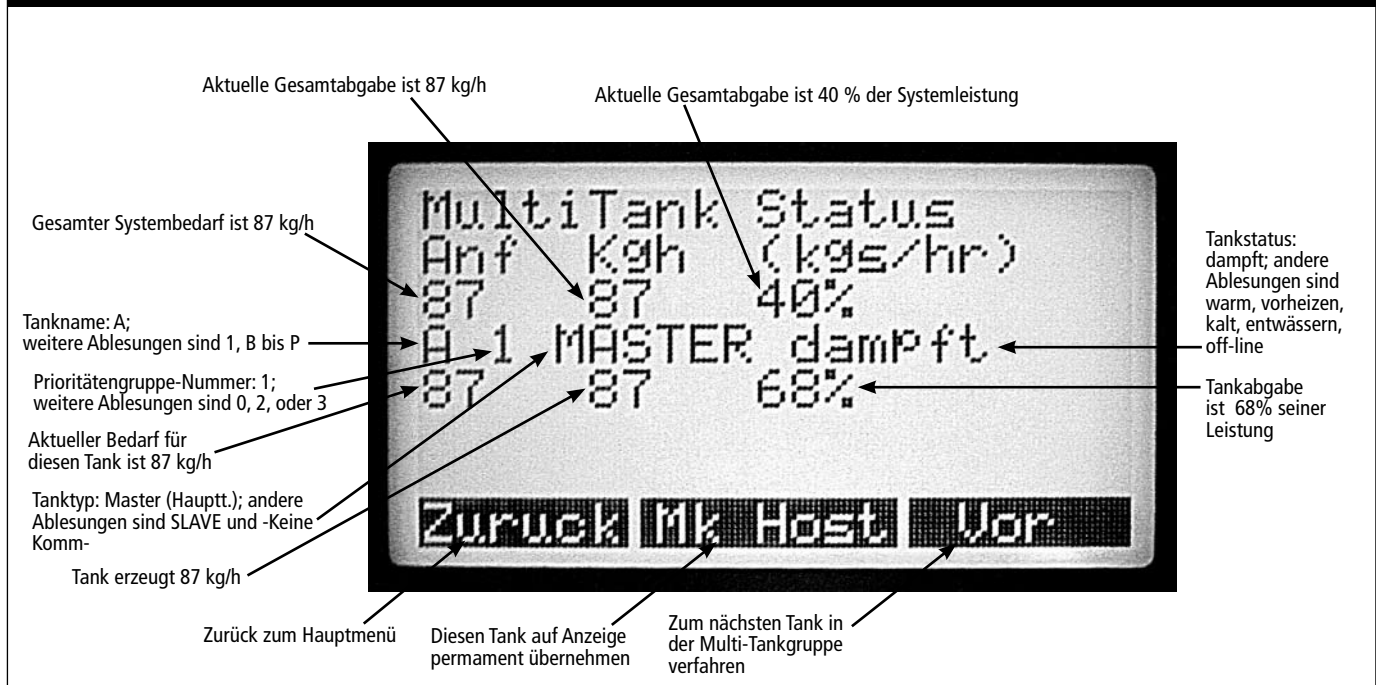 Aktuelle Gesamtabgabe ist 87 kg/h
Aktuelle Gesamtabgabe ist 40 % der Systemleistung
Gesamter Systembedarf ist 87 kg/h
Tankname: A;
weitere Ablesungen sind 1, B bis P
Prioritätengruppe-Nummer: 1;
weitere Ablesungen sind 0, 2, oder 3
Aktueller Bedarf für
diesen Tank ist 87 kg/h
Tanktyp: Master (Hauptt.); andere
Ablesungen sind SLAVE und -Keine
Komm-
Tank erzeugt 87 kg/h
MultiTank Status
Anf Kgh (kgs/hr)
87 87 40%
A 1 MASTER dampft
87 87 68%
Zuruck Mk Host Vor
Tankstatus:
dampft; andere
Ablesungen sind
warm, vorheizen,
kalt, entwässern,
off-line
Tankabgabe
ist 68% seiner
Leistung
Zurück zum Hauptmenü
Diesen Tank auf Anzeige
permament übernehmen
Zum nächsten Tank in
der Multi-Tankgruppe
verfahren